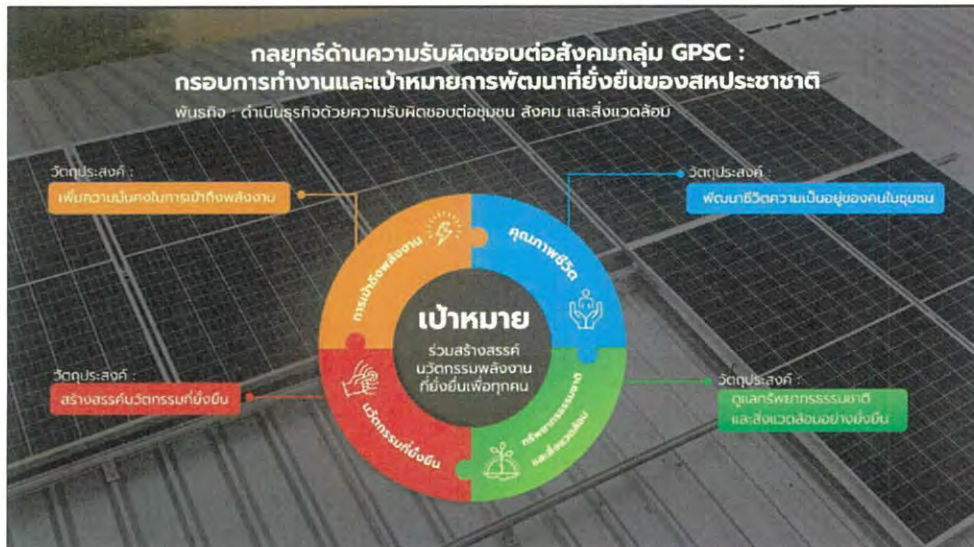 กลยุทธ์ด้านความรับผิดชอบต่อสังคมกลุ่ม GPSC :
กรอบการทำงานและเป้าหมายการพัฒนาที่ยั่งยืนของสหประชาชาติ
พันธกิจ : ดำเนินธุรกิจด้วยความรับผิดชอบต่อชุมชน สังคม และสิ่งแวดล้อม
วัตถุประสงค์ :
เพิ่มความมั่นคงในการเข้าถึงพลังงาน
วัตถุประสงค์ :
พัฒนาชีวิตความเป็นอยู่ของคนในชุมชน
การเข้าถึงพลังงาน
คุณภาพชีวิต
เป้าหมาย
ร่วมสร้างสรรค์
นวัตกรรมพลังงาน
ที่ยั่งยืนเพื่อทุกคน
วัตถุประสงค์ :
สร้างสรรค์นวัตกรรมที่ยั่งยืน
วัตถุประสงค์ :
ดูแลทรัพยากรธรรมชาติ
และสิ่งแวดล้อมอย่างยั่งยืน
นวัตกรรมที่ยั่งยืน
ทรัพยากรธรรมชาติ
และสิ่งแวดล้อม